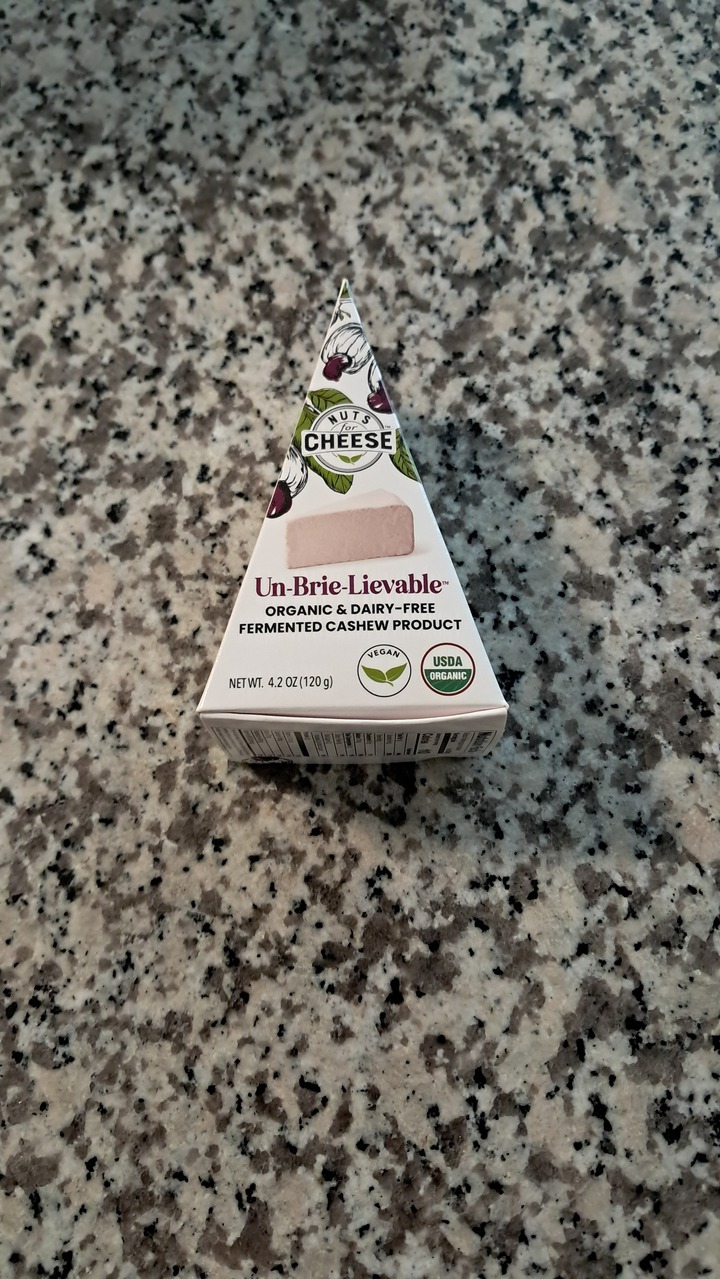 NUTS
for
CHEESE™
Un-Brie-Lievable™
ORGANIC & DAIRY-FREE
FERMENTED CASHEW PRODUCT
VEGAN
USDA
ORGANIC
NET WT. 4.2 OZ (120 g)